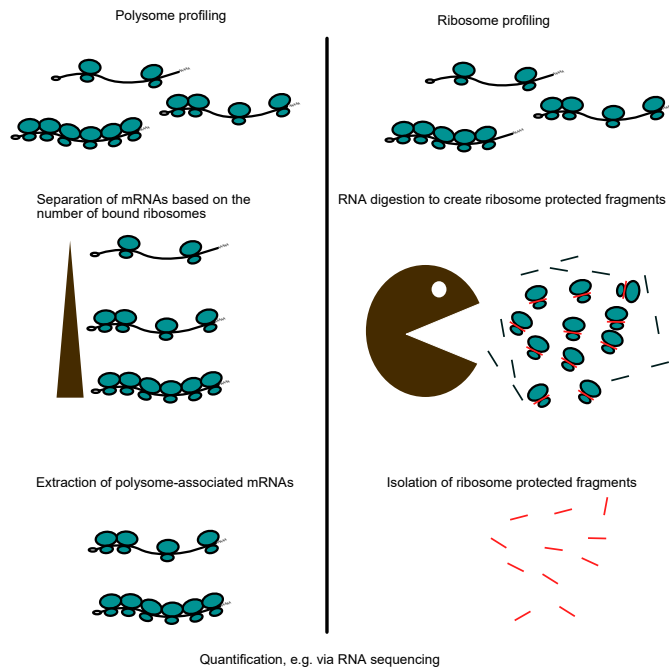 Polysome profiling
Ribosome profiling
Separation of mRNAs based on the
number of bound ribosomes
RNA digestion to create ribosome protected fragments
Extraction of polysome-associated mRNAs
Isolation of ribosome protected fragments
Quantification, e.g. via RNA sequencing